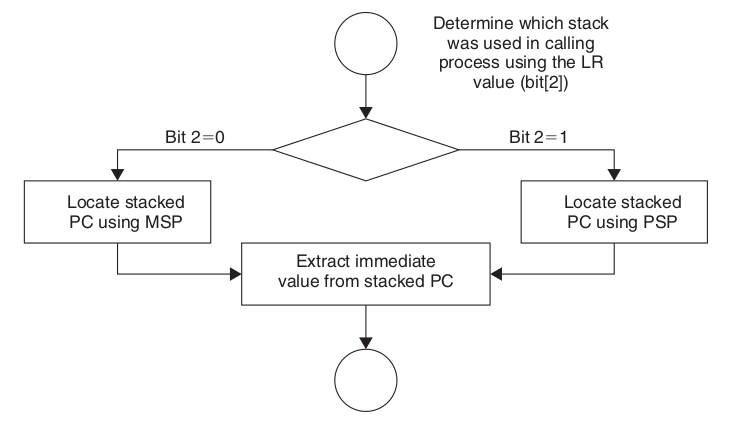 Determine which stack
was used in calling
process using the LR
value (bit[2])
Bit 2=0
Bit 2=1
Locate stacked
PC using MSP
Locate stacked
PC using PSP
Extract immediate
value from stacked PC